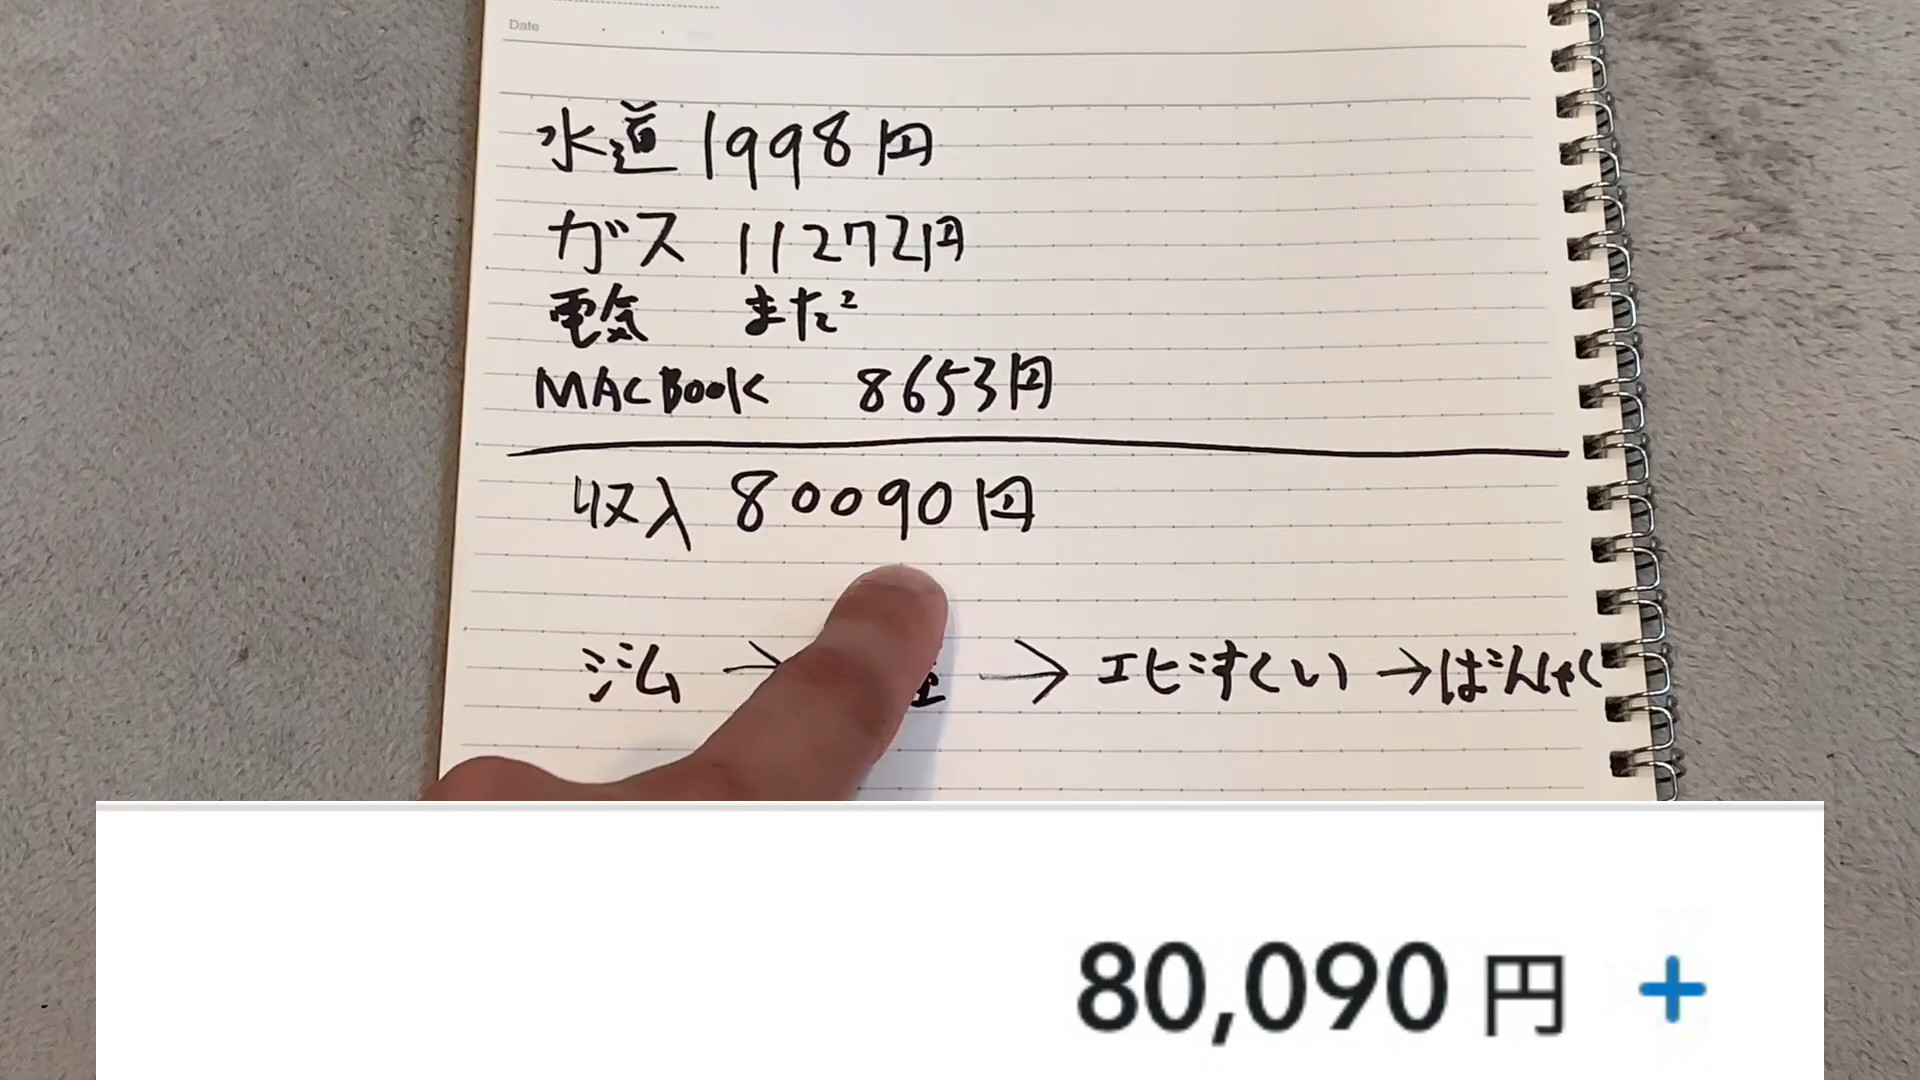 Date
水道 1998円
ガス 11272円
電気 まだ
MACBOOK 8653円
収入 80090円
ジム → → エビすくい → ばんしゃく
80,090 円 +